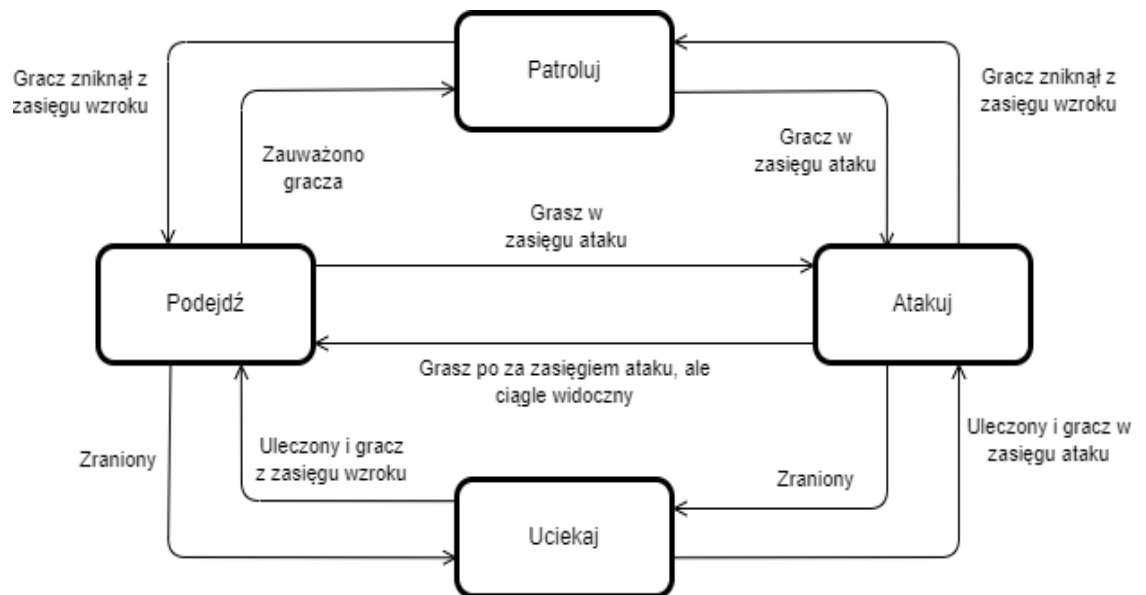 Patroluj
Gracz zniknął z
zasięgu wzroku
Gracz zniknął z
zasięgu wzroku
Zauważono
gracza
Gracz w
zasięgu ataku
Grasz w
zasięgu ataku
Podejdź
Atakuj
Grasz po za zasięgiem ataku, ale
ciągle widoczny
Zraniony
Uleczony i gracz
z zasięgu wzroku
Zraniony
Uleczony i gracz w
zasięgu ataku
Uciekaj